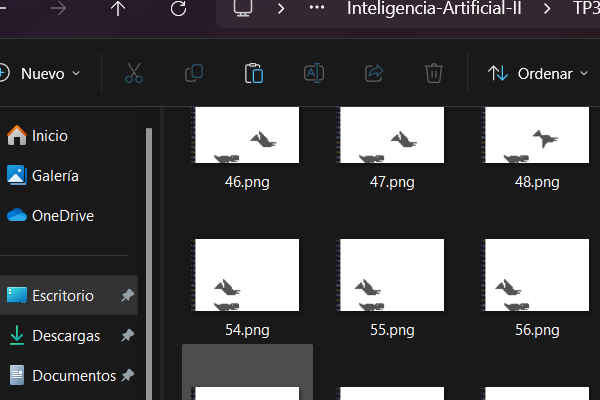 Inteligencia-Artificial-II
TP3
Nuevo
Ordenar
Inicio
Galería
OneDrive
Escritorio
Descargas
Documentos
46.png
47.png
48.png
54.png
55.png
56.png